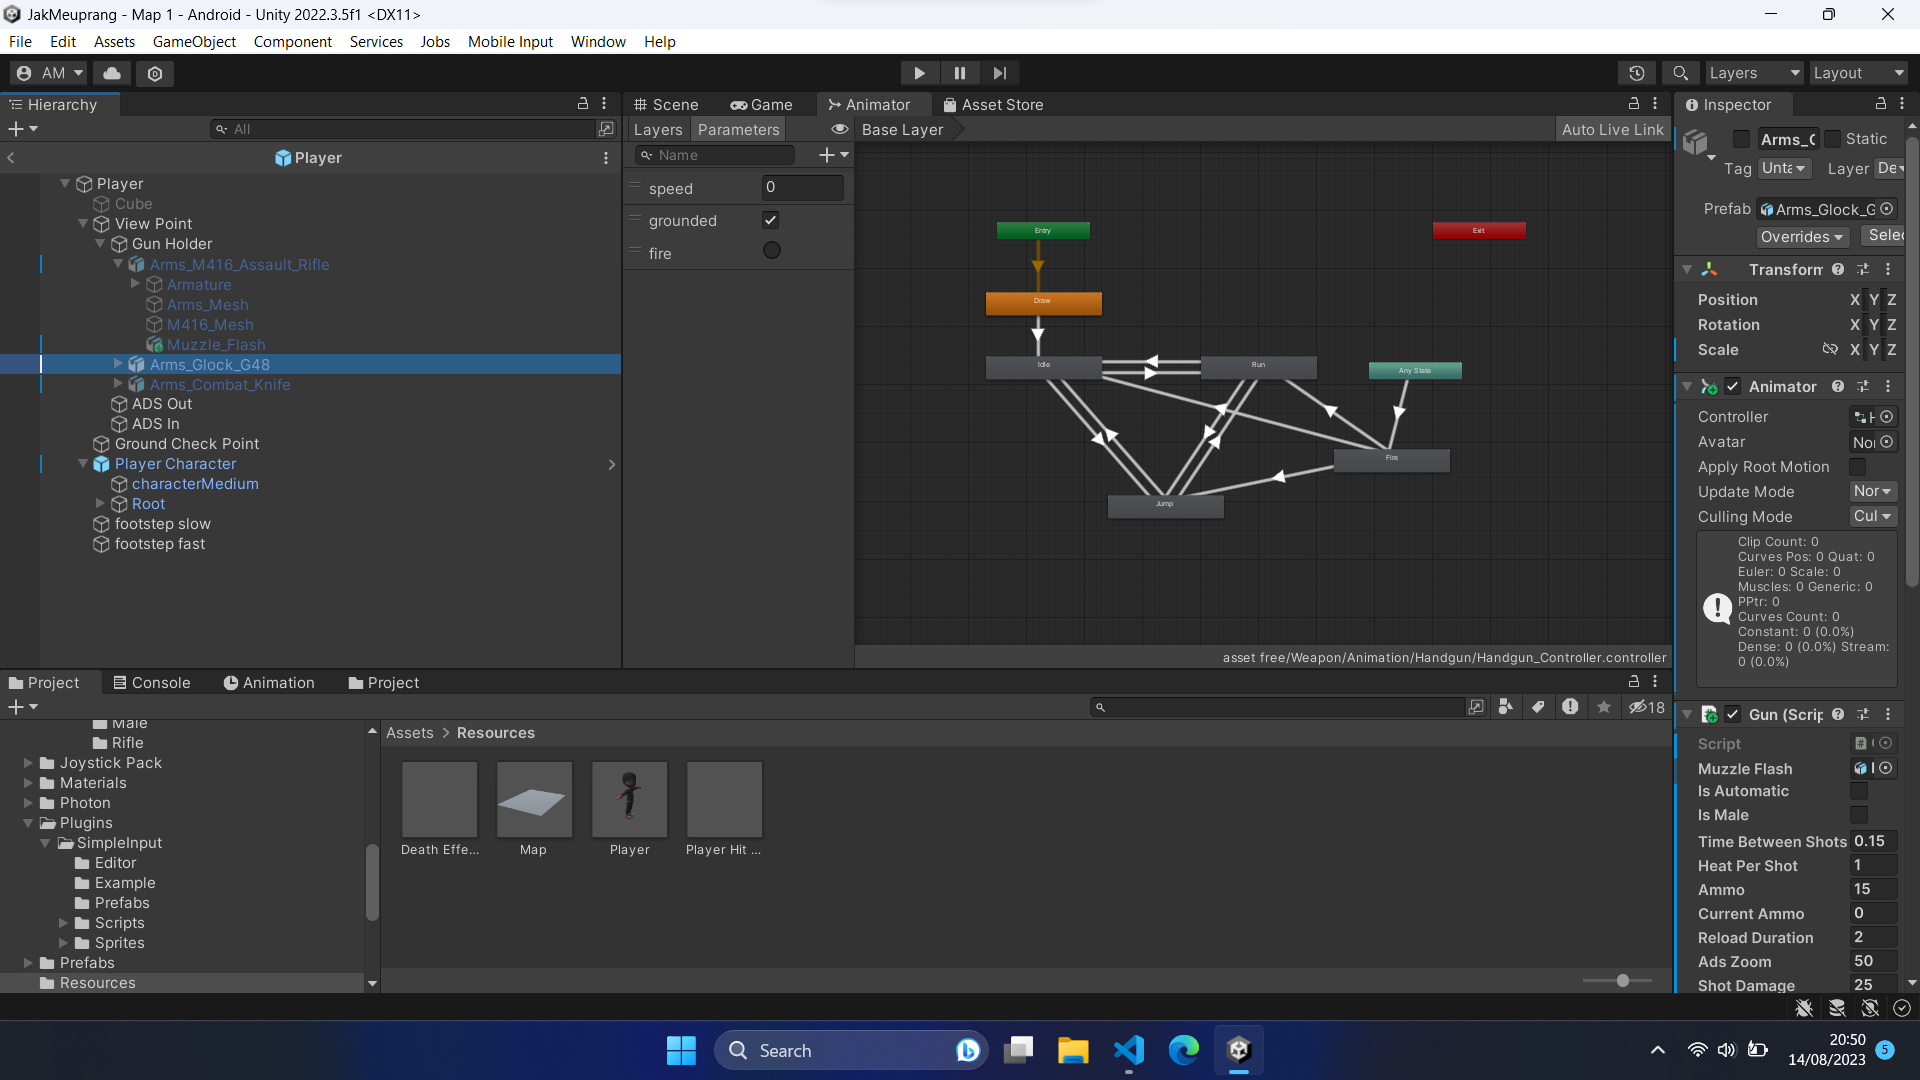 JakMeuprang - Map 1 - Android - Unity 2022.3.5f1 <DX11>
File Edit Assets GameObject Component Services Jobs Mobile Input Window Help
AM Layers Layout
Hierarchy
All
Player
Player
Cube
View Point
Gun Holder
Arms_M416_Assault_Rifle
Armature
Arms_Mesh
M416_Mesh
Muzzle_Flash
Arms_Glock_G48
Arms_Combat_Knife
ADS Out
ADS In
Ground Check Point
Player Character
characterMedium
Root
footstep slow
footstep fast
Scene Game Animator Asset Store
Layers Parameters Base Layer Auto Live Link
Name
speed 0
grounded
fire
Entry
Exit
Draw
Idle
Run
Any State
Fire
Jump
asset free/Weapon/Animation/Handgun/Handgun_Controller.controller
Inspector
Arms_G Static
Tag Unta Layer De
Prefab Arms_Glock_G
Overrides Selec
Transform
Position X Y Z
Rotation X Y Z
Scale X Y Z
Animator
Controller H
Avatar Noi
Apply Root Motion
Update Mode Nor
Culling Mode Cul
Clip Count: 0
Curves Pos: 0 Quat: 0
Euler: 0 Scale: 0
Muscles: 0 Generic: 0
PPtr: 0
Curves Count: 0
Constant: 0 (0.0%)
Dense: 0 (0.0%) Stream:
0 (0.0%)
Gun (Scrip
Script
Muzzle Flash
Is Automatic
Is Male
Time Between Shots 0.15
Heat Per Shot 1
Ammo 15
Current Ammo 0
Reload Duration 2
Ads Zoom 50
Shot Damage 25
Project Console Animation Project
18
Male
Rifle
Joystick Pack
Materials
Photon
Plugins
SimpleInput
Editor
Example
Prefabs
Scripts
Sprites
Prefabs
Resources
Assets > Resources
Death Effe... Map Player Player Hit ...
Search
20:50
14/08/2023
5